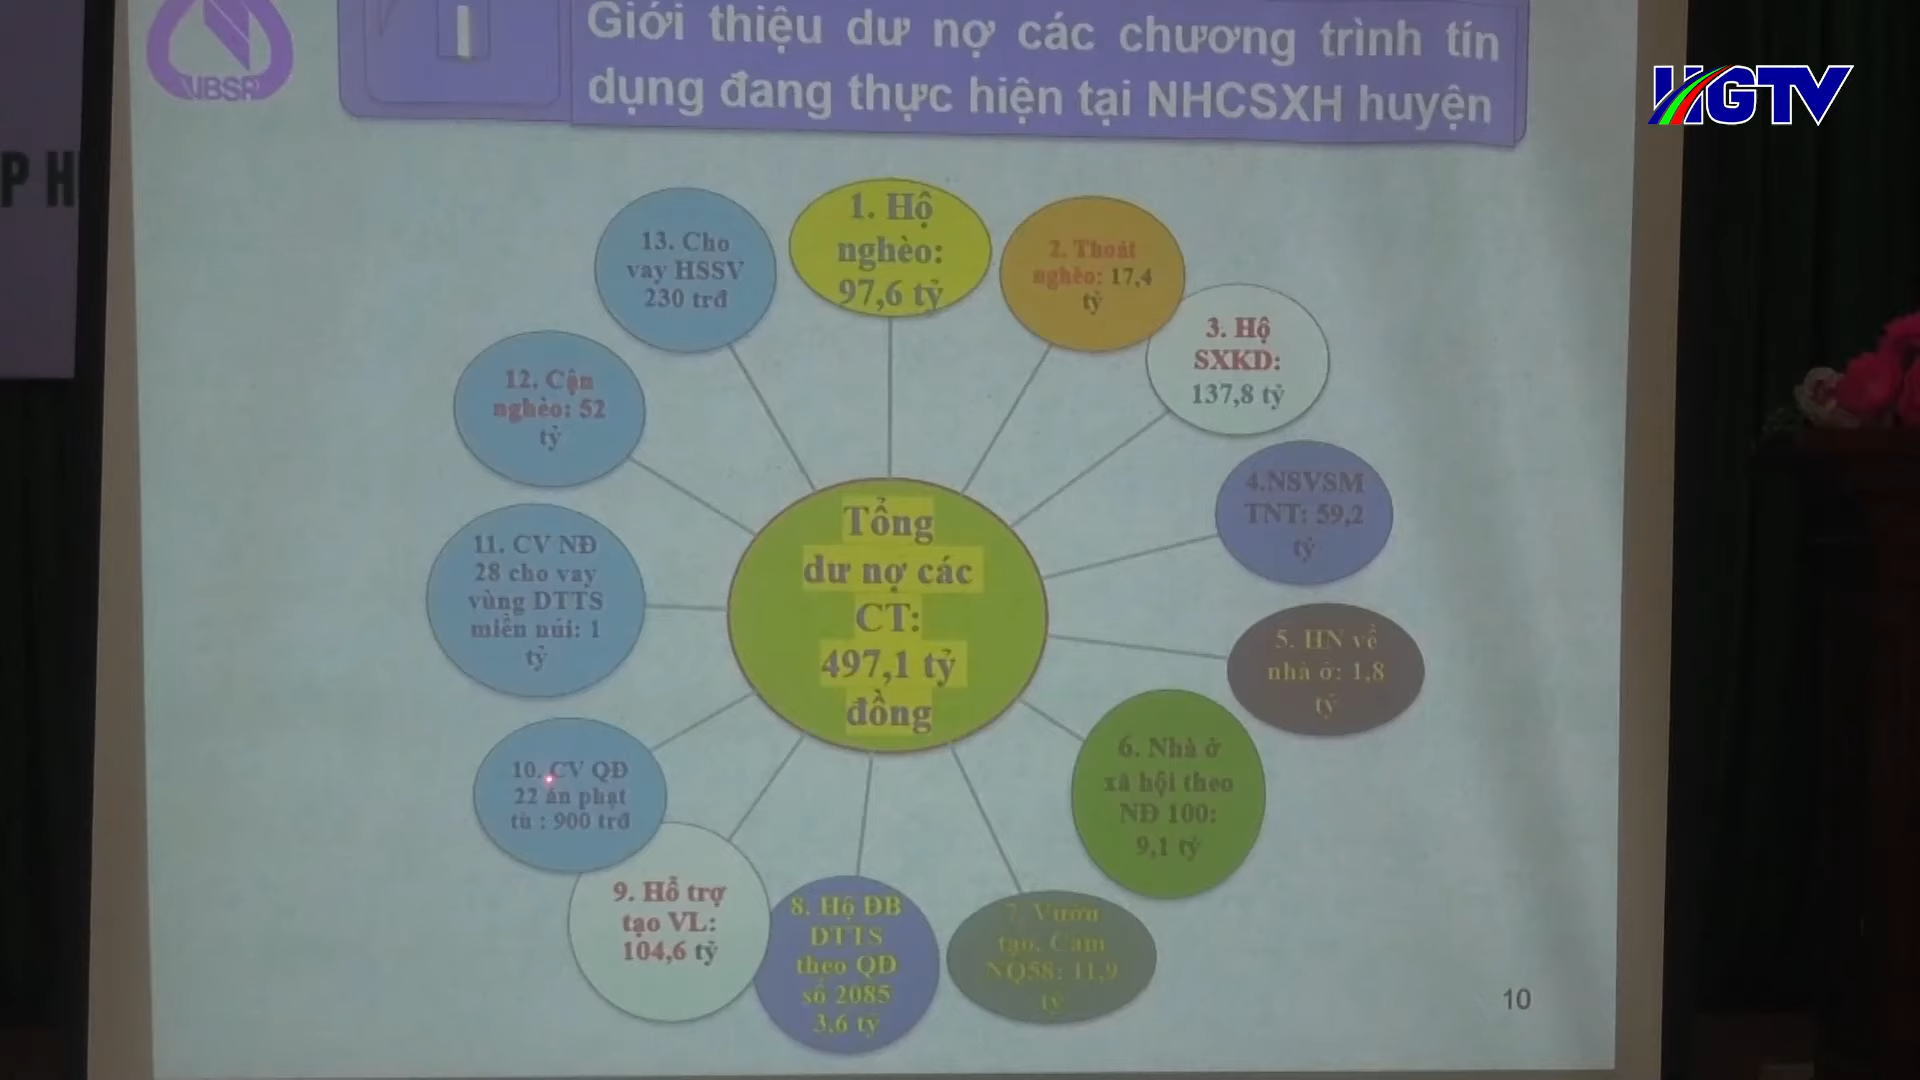 I
Giới thiệu dư nợ các chương trình tín
dụng đang thực hiện tại NHCSXH huyện
VBSP
HGTV
P H
1. Hộ
nghèo:
97,6 tỷ
2. Thoát
nghèo: 17,4
tỷ
3. Hộ
SXKD:
137,8 tỷ
4.NSVSM
TNT: 59,2
tỷ
5. HN về
nhà ở: 1,8
tỷ
6. Nhà ở
xã hội theo
NĐ 100:
9,1 tỷ
7. Vườn
tạo, Cam
NQ58: 11,9
tỷ
8. Hộ ĐB
DTTS
theo QĐ
số 2085
3,6 tỷ
9. Hỗ trợ
tạo VL:
104,6 tỷ
10. CV QĐ
22 án phạt
tù : 900 trđ
11. CV NĐ
28 cho vay
vùng DTTS
miền núi: 1
tỷ
12. Cận
nghèo: 52
tỷ
13. Cho
vay HSSV
230 trđ
Tổng
dư nợ các
CT:
497,1 tỷ
đồng
10